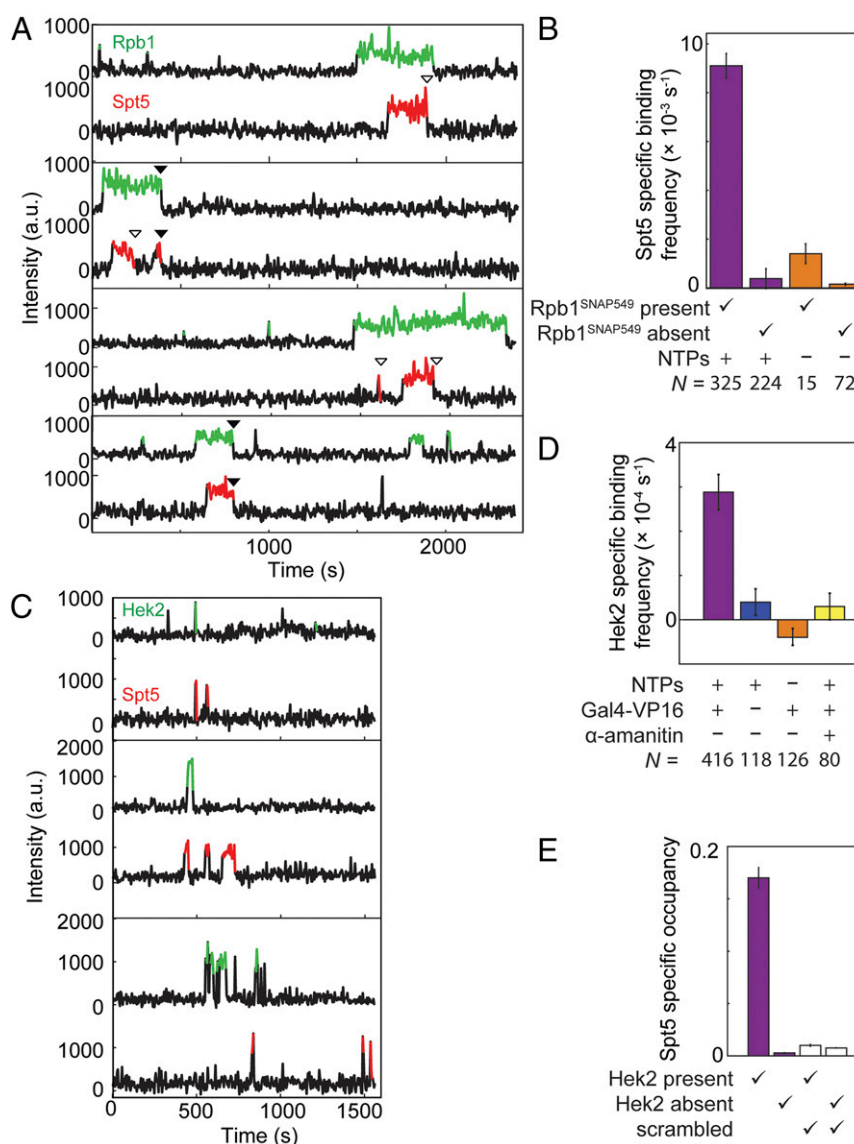 A
1000
Rpb1
0
1000
Spt5
0
1000
0
1000
0
1000
0
1000
0
1000
0
1000
0
Intensity (a.u.)
1000
2000
Time (s)
B
10
0
Spt5 specific binding
frequency (× 10⁻³ s⁻¹)
Rpb1^SNAP549 present ✓ ✓
Rpb1^SNAP549 absent ✓ ✓
NTPs + + − −
N = 325 224 15 72
C
1000
Hek2
0
1000
Spt5
0
2000
1000
0
1000
0
2000
1000
0
1000
0
Intensity (a.u.)
0 500 1000 1500
Time (s)
D
4
0
Hek2 specific binding
frequency (× 10⁻⁴ s⁻¹)
NTPs + + − +
Gal4-VP16 + − + +
α-amanitin − − − +
N = 416 118 126 80
E
0.2
0
Spt5 specific occupancy
Hek2 present ✓ ✓
Hek2 absent ✓ ✓
scrambled ✓ ✓